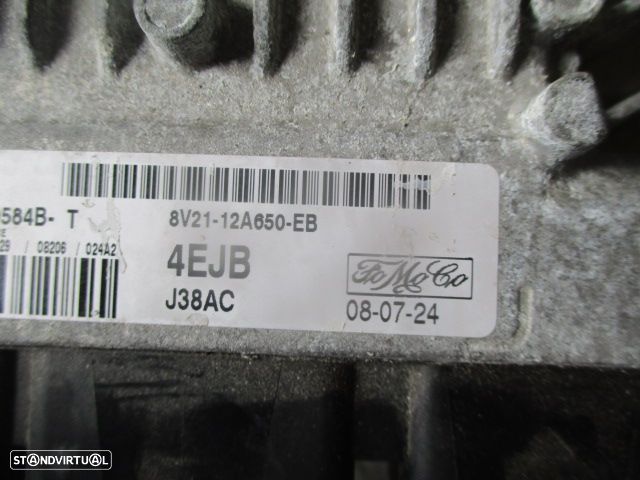 584B- T
8V21-12A650-EB
/ 08206 / 024A2
4EJB
FoMoCo
J38AC
08-07-24
STANDVIRTUAL